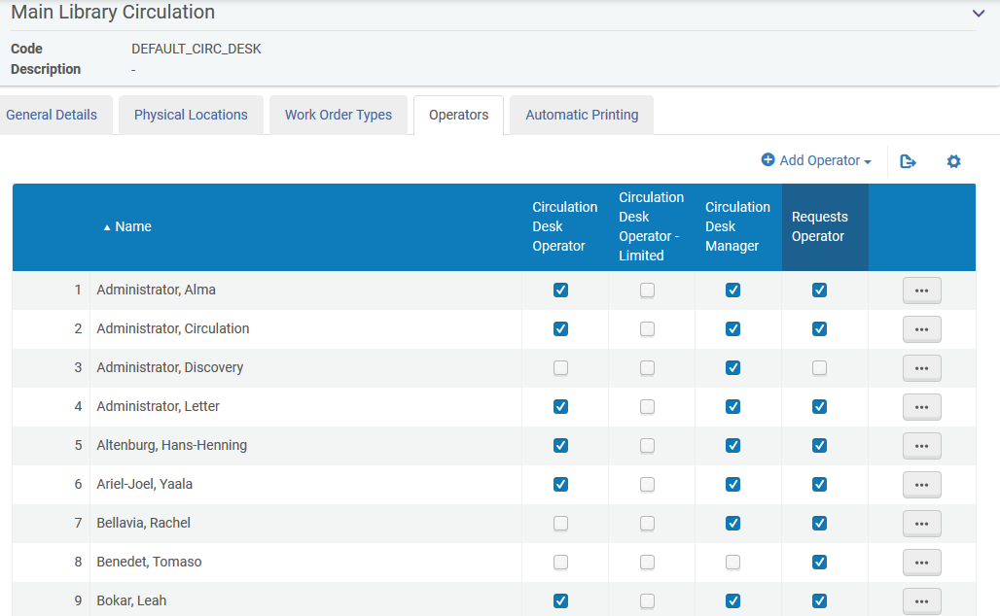 Main Library Circulation
Code DEFAULT_CIRC_DESK
Description -
General Details Physical Locations Work Order Types Operators Automatic Printing
Add Operator
Name
Circulation Desk Operator
Circulation Desk Operator - Limited
Circulation Desk Manager
Requests Operator
1 Administrator, Alma
2 Administrator, Circulation
3 Administrator, Discovery
4 Administrator, Letter
5 Altenburg, Hans-Henning
6 Ariel-Joel, Yaala
7 Bellavia, Rachel
8 Benedet, Tomaso
9 Bokar, Leah